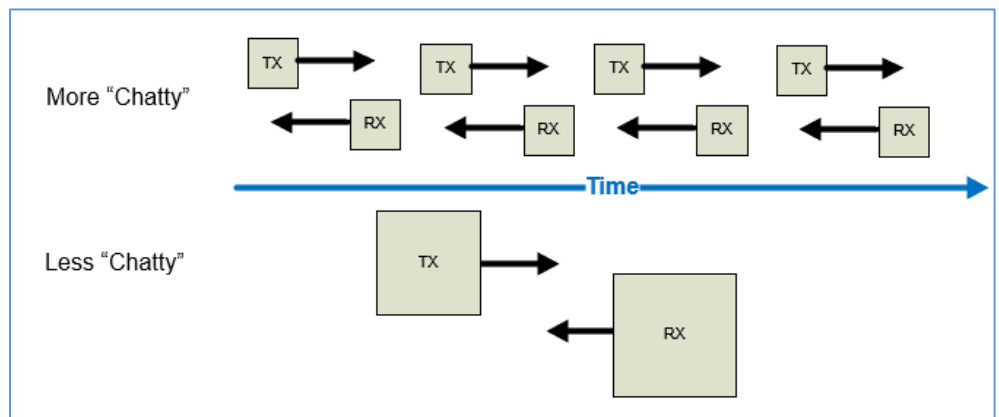 TX TX TX TX
More “Chatty”
RX RX RX RX
Time
Less “Chatty”
TX
RX